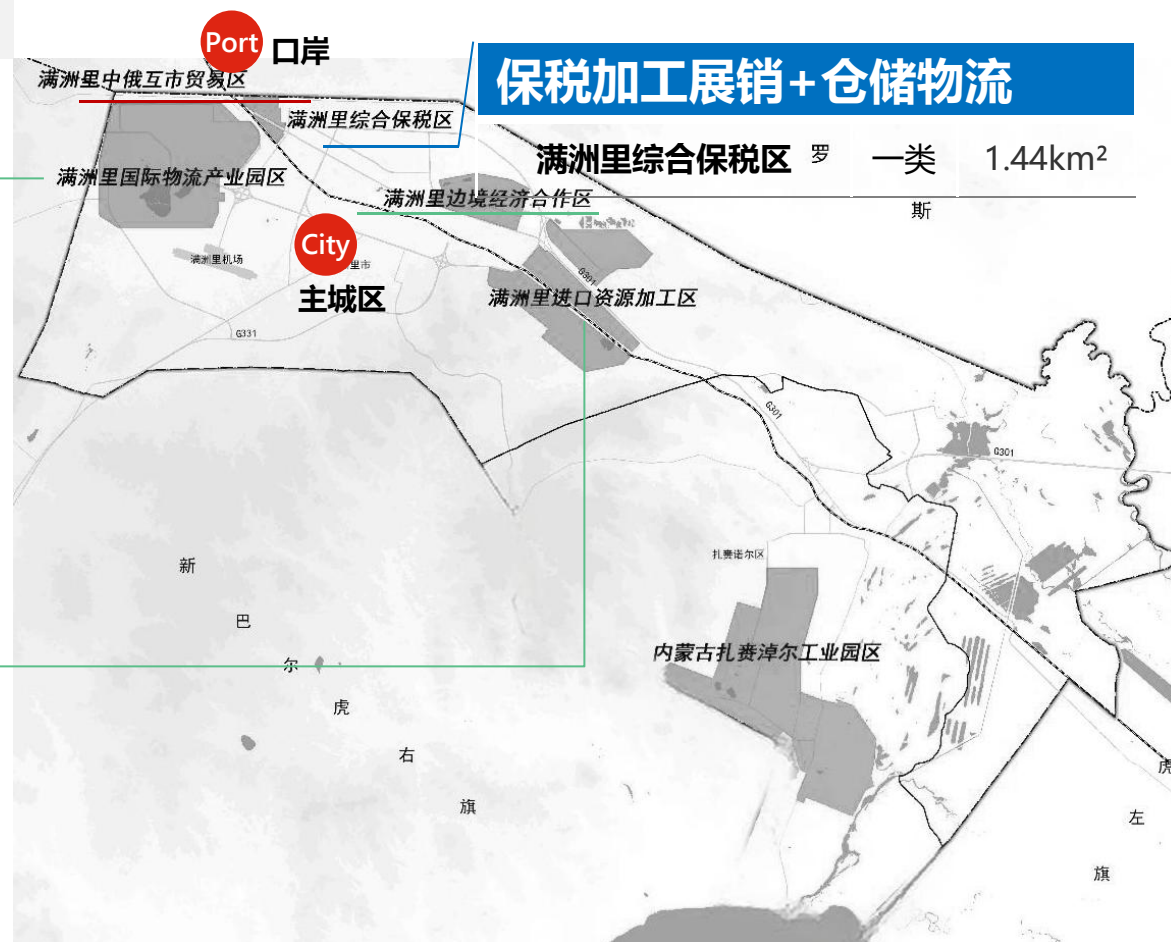 Port 口岸
满洲里中俄互市贸易区
保税加工展销+仓储物流
满洲里综合保税区
满洲里综合保税区 一类 1.44km²
罗
斯
满洲里国际物流产业园区
满洲里边境经济合作区
City
里市
主城区
满洲里机场
G301
满洲里进口资源加工区
G331
G301
G301
扎赉诺尔区
内蒙古扎赉淖尔工业园区
新
巴
尔
虎
右
旗
虎
左
旗